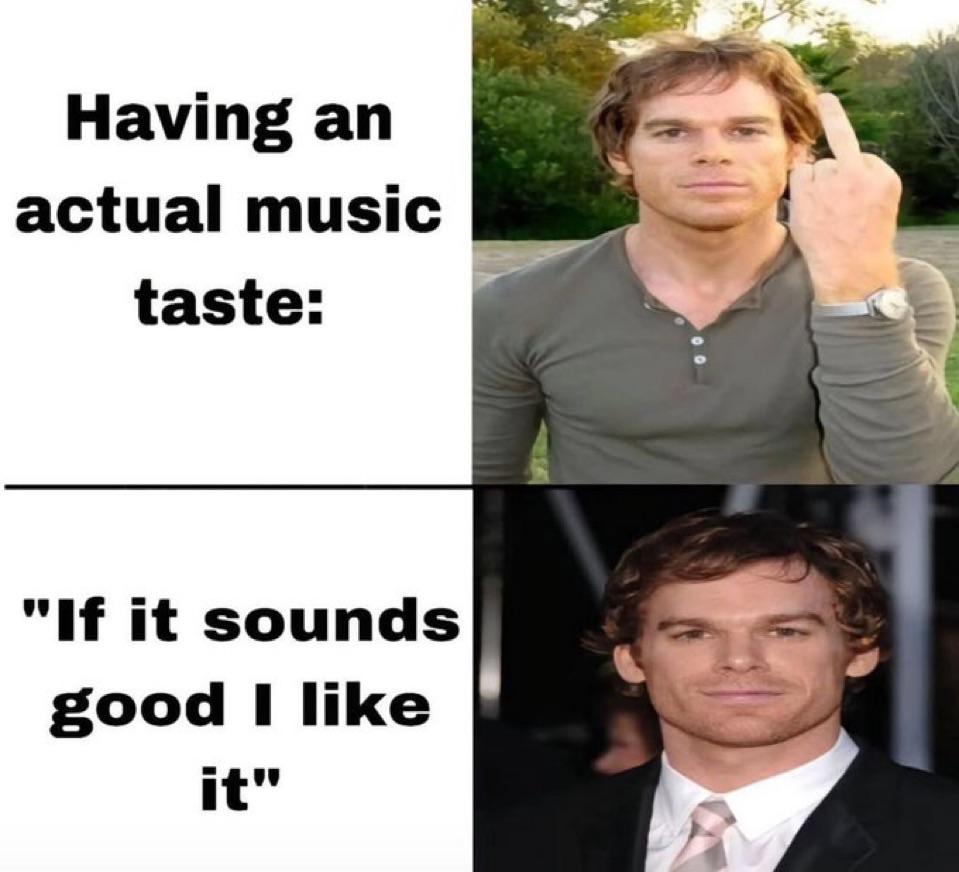 Having an
actual music
taste:
"If it sounds
good I like
it"